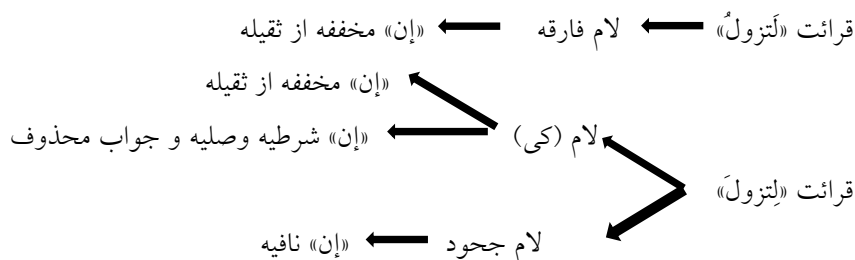 قرائت «لَتزولُ» لام فارقه «إن» مخففه از ثقیله
«إن» مخففه از ثقیله
لام (کی) «إن» شرطیه وصلیه و جواب محذوف
قرائت «لِتزولَ»
لام جحود «إن» نافیه